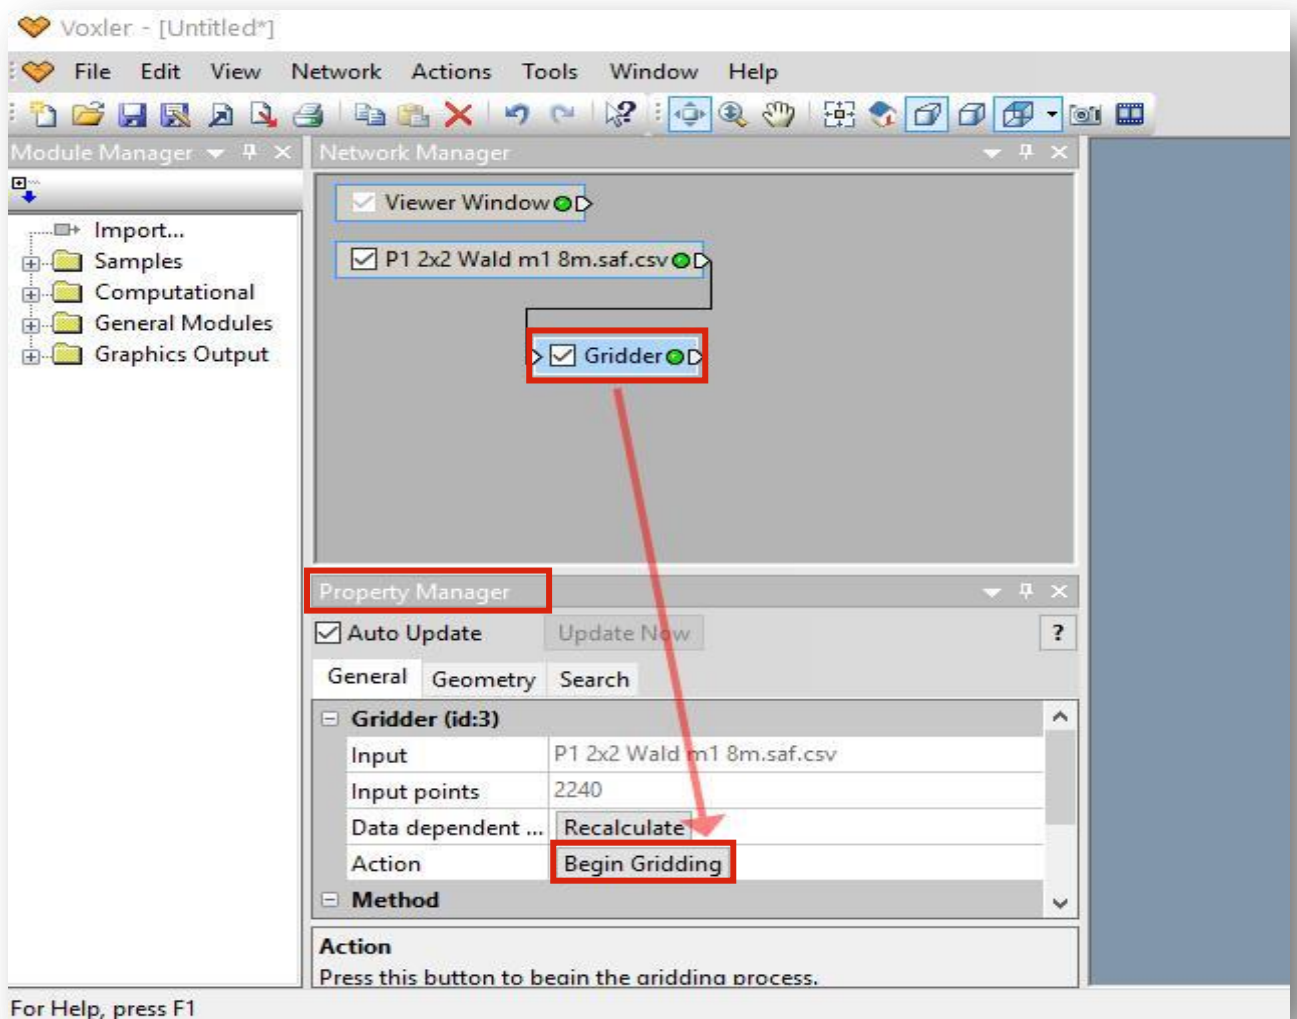 Voxler - [Untitled*]
File Edit View Network Actions Tools Window Help
Module Manager
Network Manager
Viewer Window
P1 2x2 Wald m1 8m.saf.csv
Import...
Samples
Computational
General Modules
Graphics Output
Gridder
Property Manager
Auto Update Update Now ?
General Geometry Search
Gridder (id:3)
Input P1 2x2 Wald m1 8m.saf.csv
Input points 2240
Data dependent ... Recalculate
Action Begin Gridding
Method
Action
Press this button to begin the gridding process.
For Help, press F1